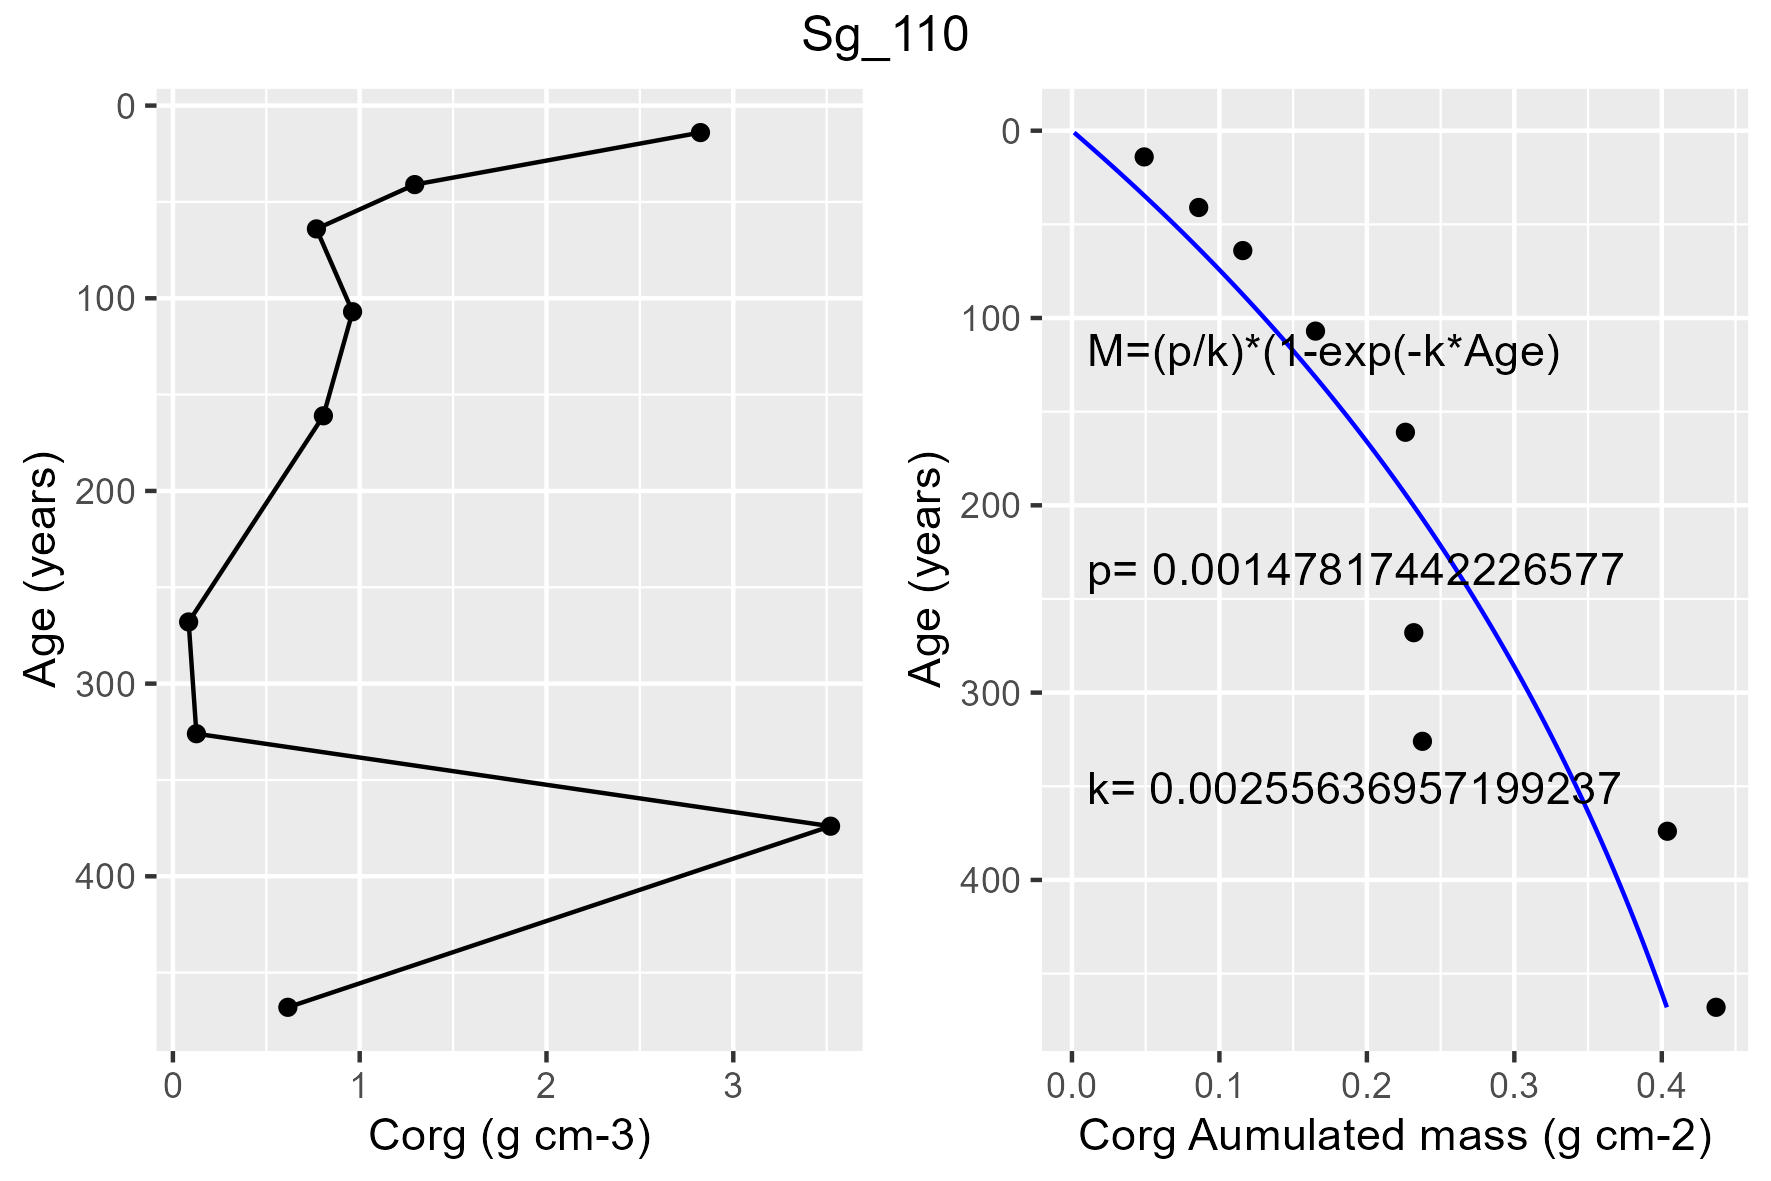 Sg_110
0
100
200
300
400
Age (years)
0
1
2
3
Corg (g cm-3)
0
100
200
300
400
Age (years)
M=(p/k)*(1-exp(-k*Age)
p= 0.00147817442226577
k= 0.00255636957199237
0.0
0.1
0.2
0.3
0.4
Corg Aumulated mass (g cm-2)